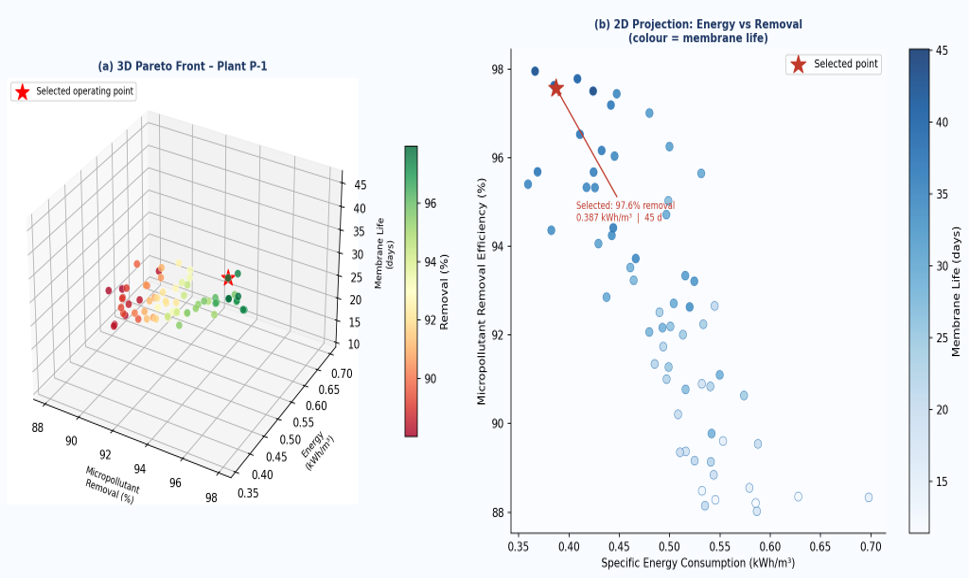 (a) 3D Pareto Front – Plant P-1
Selected operating point
45
40
35
30
25
20
15
10
Membrane Life
(days)
0.70
0.65
0.60
0.55
0.50
0.45
0.40
0.35
Energy
(kWh/m³)
88
90
92
94
96
98
Micropollutant
Removal (%)
96
94
92
90
Removal (%)
(b) 2D Projection: Energy vs Removal
(colour = membrane life)
Selected point
98
96
94
92
90
88
Micropollutant Removal Efficiency (%)
Selected: 97.6% removal
0.387 kWh/m³ | 45 d
0.35 0.40 0.45 0.50 0.55 0.60 0.65 0.70
Specific Energy Consumption (kWh/m³)
45
40
35
30
25
20
15
Membrane Life (days)